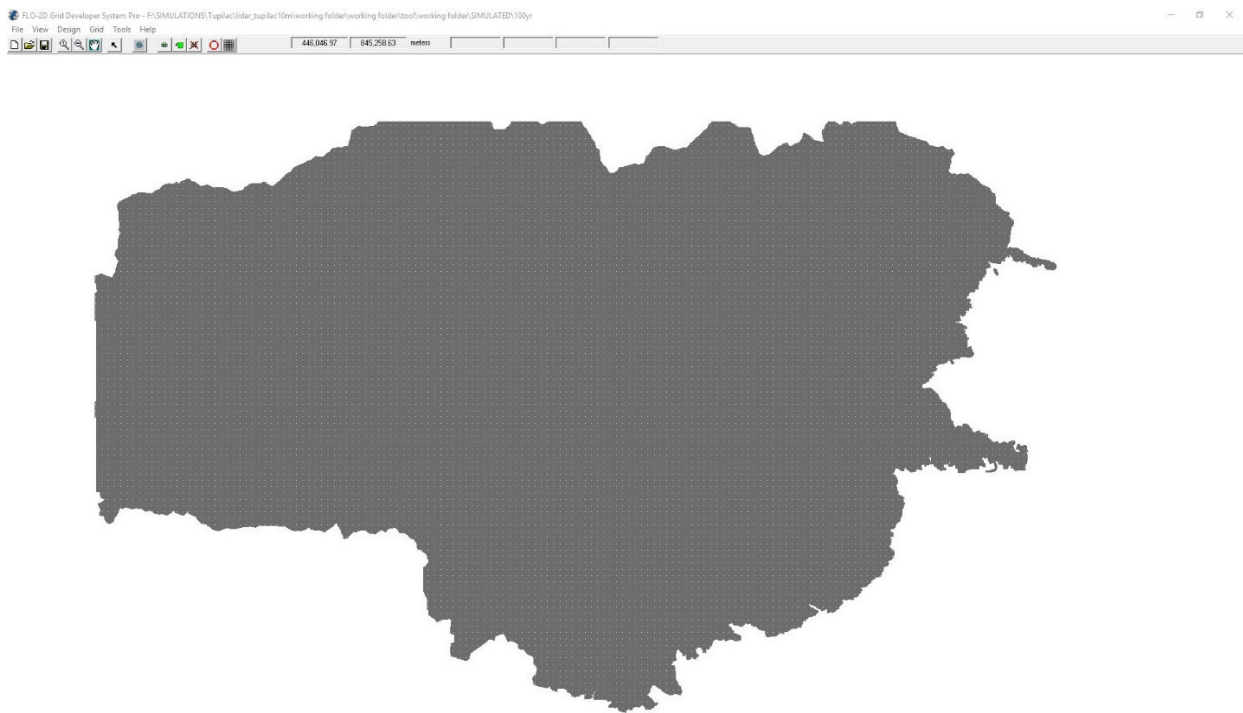 FLO-2D Grid Developer System Pro - F:\SIMULATIONS\Tupilac\lidar_tupilac10m\working folder\working folder\tool\working folder\SIMULATED\100yr
File View Design Grid Tools Help
446,046.97 845,258.63 meters